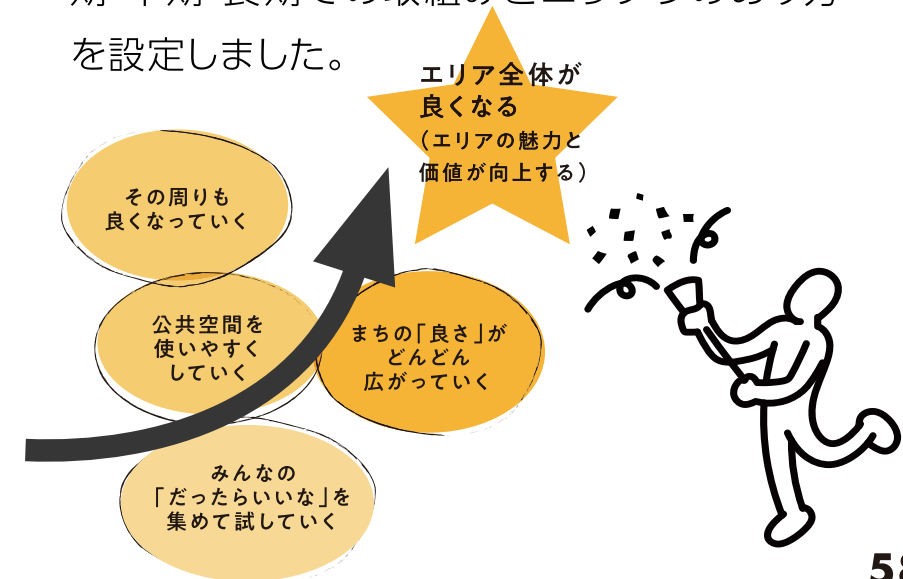 を設定しました。
エリア全体が
良くなる
（エリアの魅力と
価値が向上する）
その周りも
良くなっていく
公共空間を
使いやすく
していく
まちの「良さ」が
どんどん
広がっていく
みんなの
「だったらいいな」を
集めて試していく